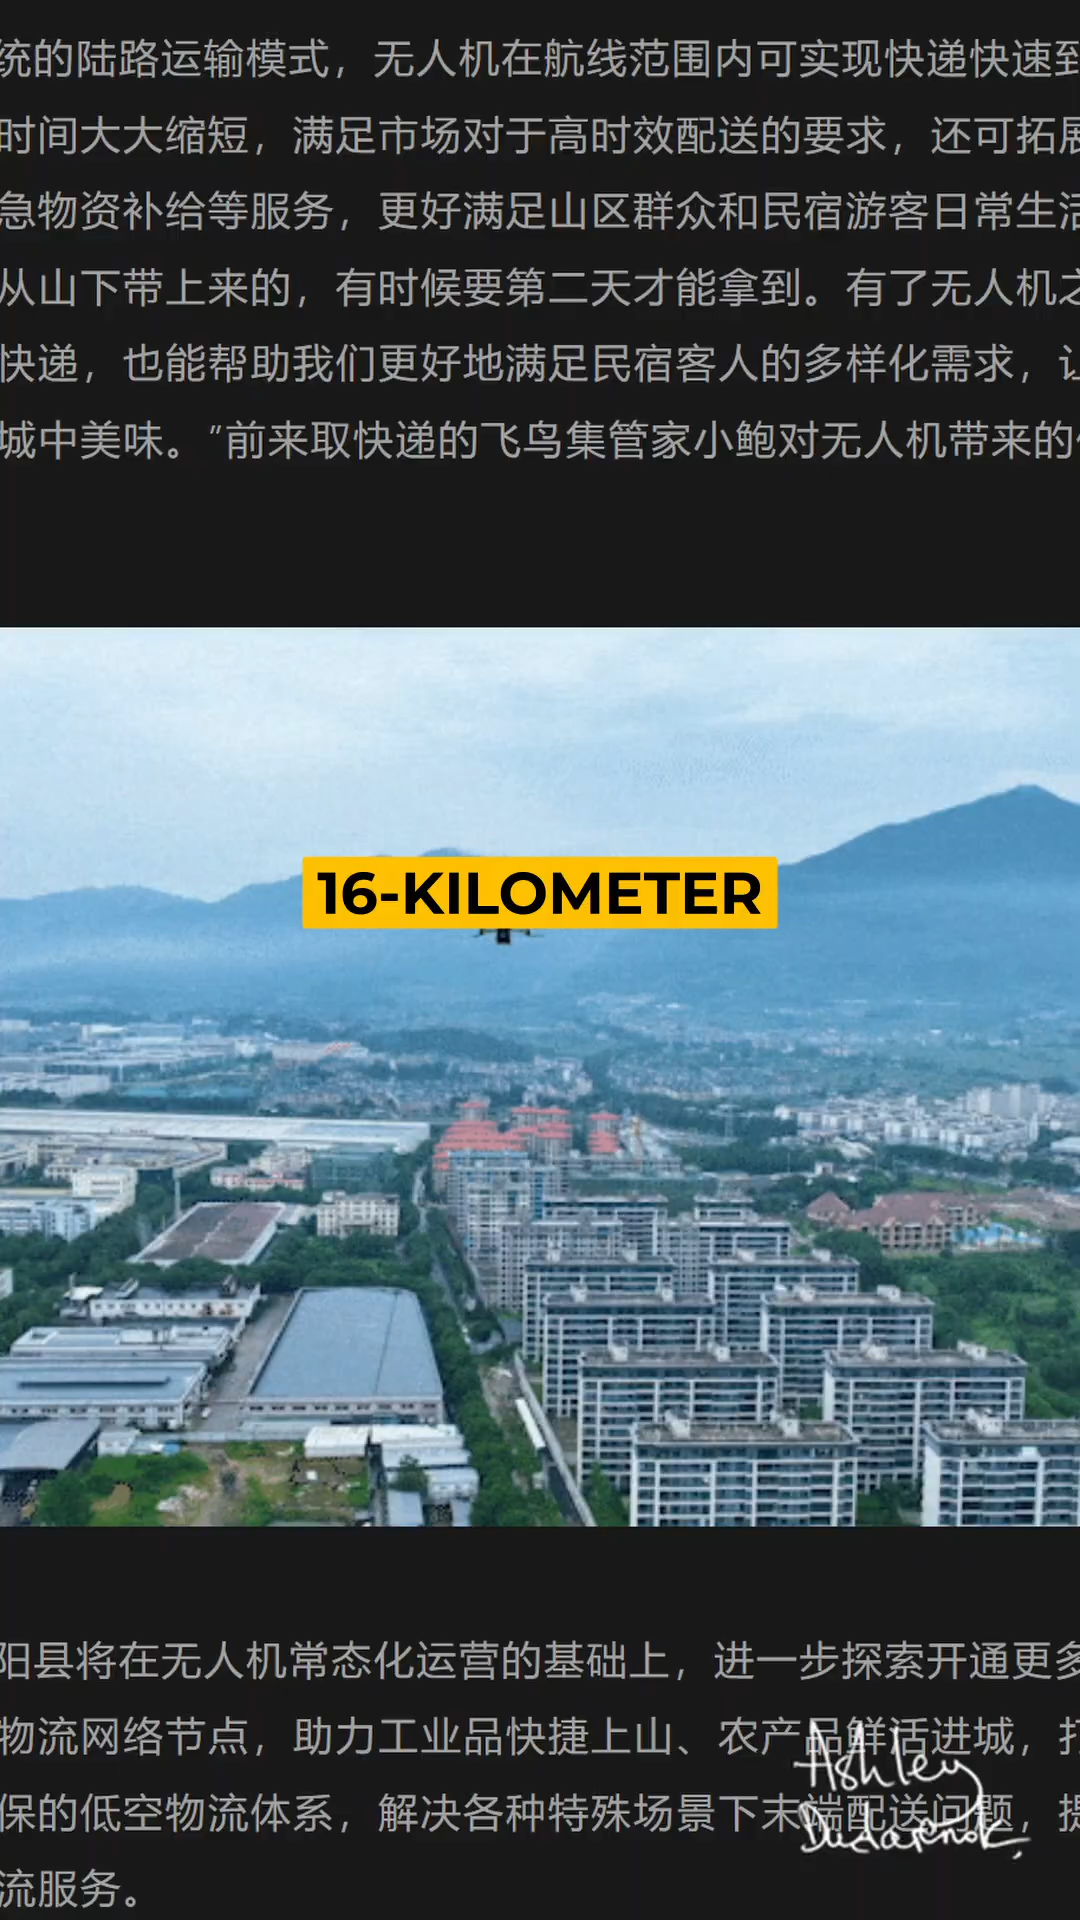 统的陆路运输模式，无人机在航线范围内可实现快递快速到
时间大大缩短，满足市场对于高时效配送的要求，还可拓展
急物资补给等服务，更好满足山区群众和民宿游客日常生活
从山下带上来的，有时候要第二天才能拿到。有了无人机之
快递，也能帮助我们更好地满足民宿客人的多样化需求，让
城中美味。”前来取快递的飞鸟集管家小鲍对无人机带来的
16-KILOMETER
阳县将在无人机常态化运营的基础上，进一步探索开通更多
物流网络节点，助力工业品快捷上山、农产品鲜活进城，打
保的低空物流体系，解决各种特殊场景下末端配送问题，提
流服务。
Ashley
Dudarenok